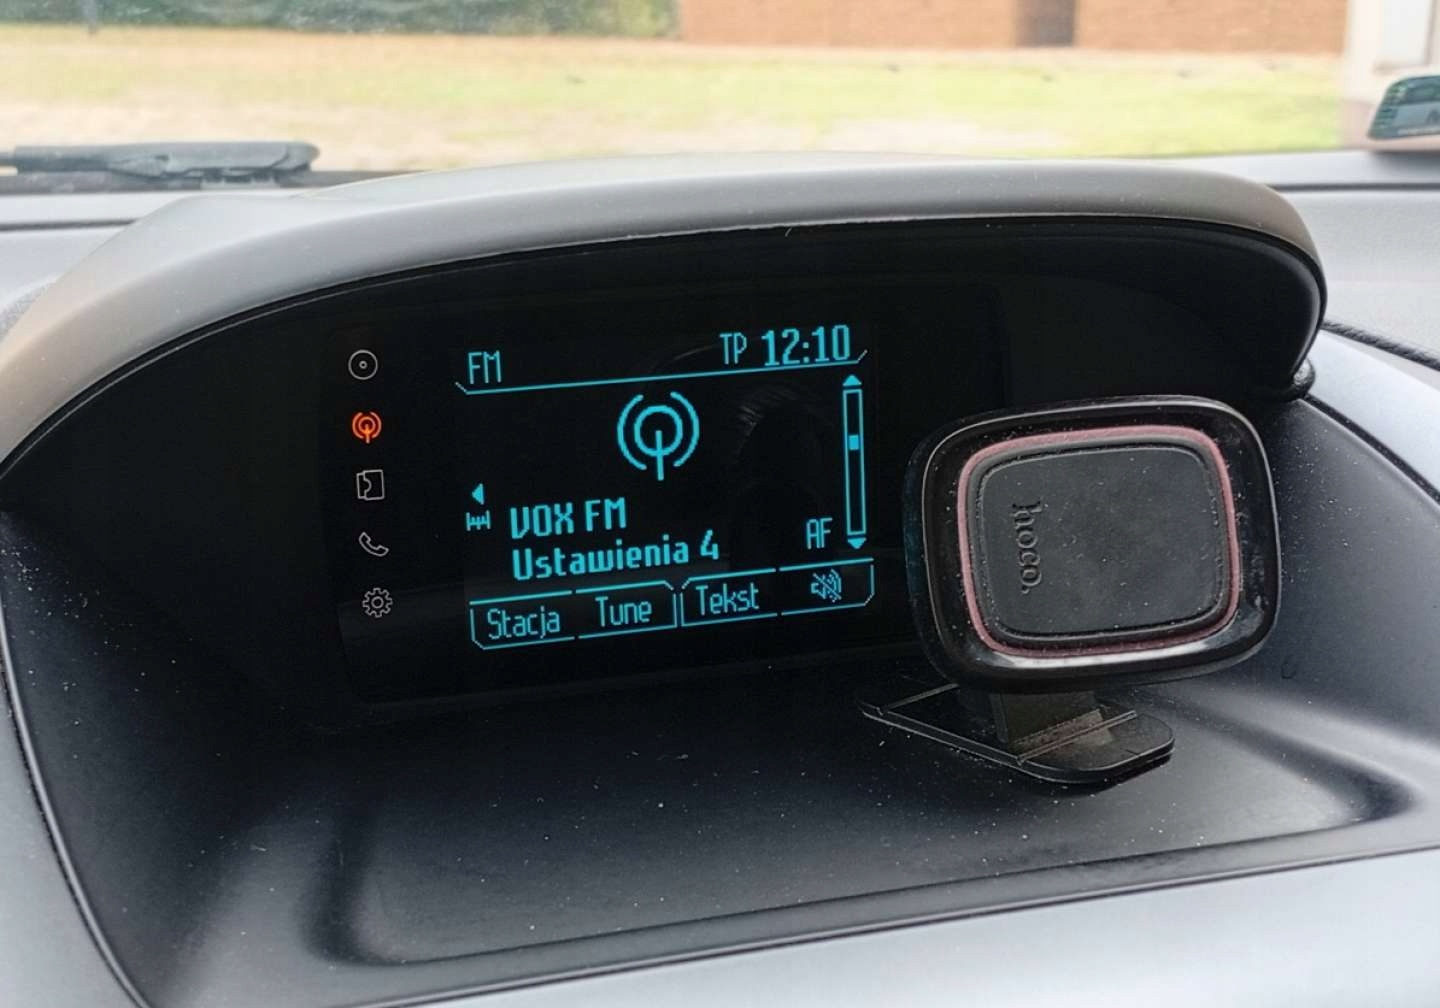 FM TP 12:10
VOX FM
Ustawienia 4 AF
Stacja Tune Tekst
hoco.